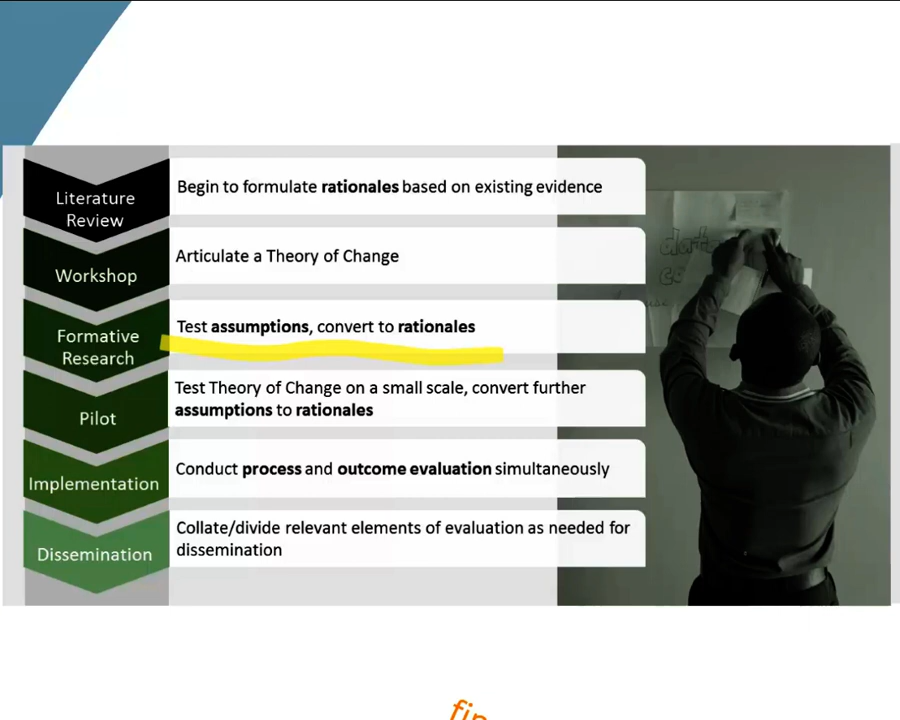 Literature
Review
Begin to formulate rationales based on existing evidence
Workshop
Articulate a Theory of Change
Formative
Research
Test assumptions, convert to rationales
Pilot
Test Theory of Change on a small scale, convert further
assumptions to rationales
Implementation
Conduct process and outcome evaluation simultaneously
Dissemination
Collate/divide relevant elements of evaluation as needed for
dissemination